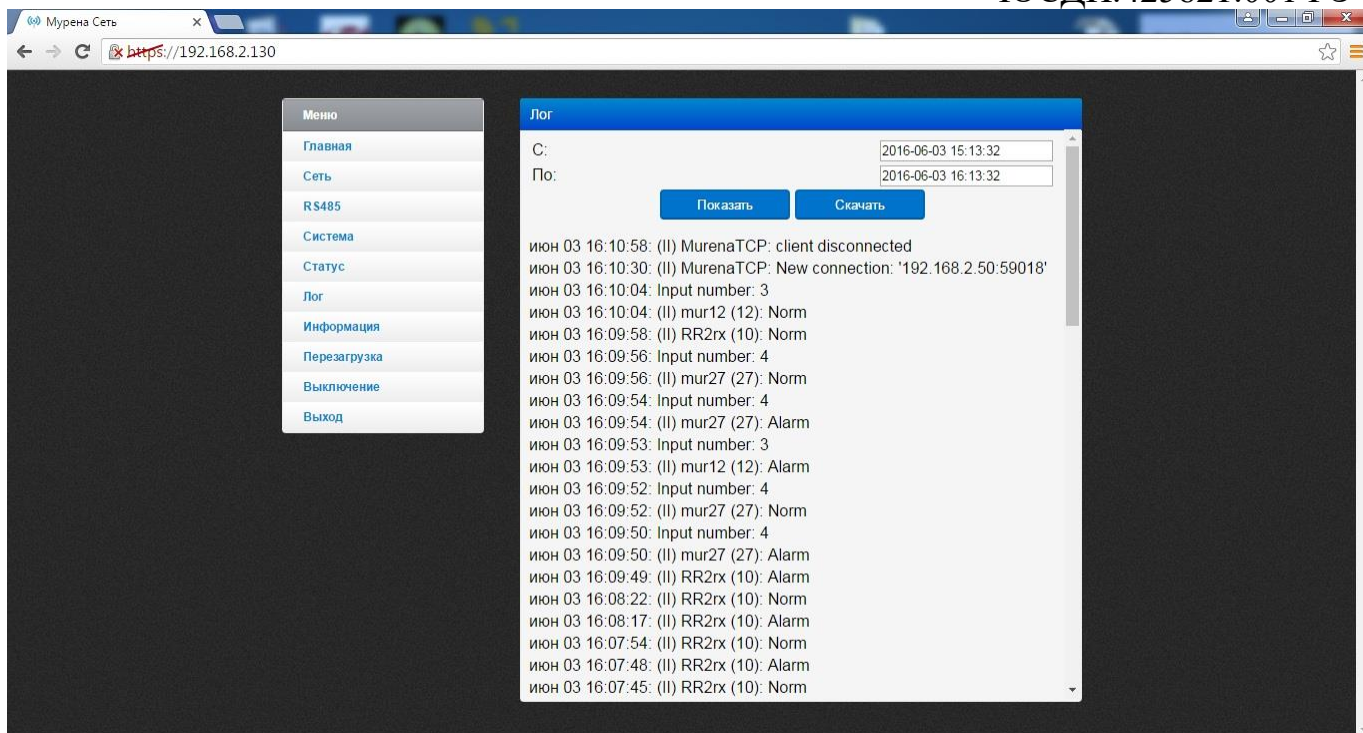 Мурена Сеть
https://192.168.2.130
Меню
Главная
Сеть
RS485
Система
Статус
Лог
Информация
Перезагрузка
Выключение
Выход
Лог
С: 2016-06-03 15:13:32
По: 2016-06-03 16:13:32
Показать Скачать
июн 03 16:10:58: (II) MurenaTCP: client disconnected
июн 03 16:10:30: (II) MurenaTCP: New connection: '192.168.2.50:59018'
июн 03 16:10:04: Input number: 3
июн 03 16:10:04: (II) mur12 (12): Norm
июн 03 16:09:58: (II) RR2rx (10): Norm
июн 03 16:09:56: Input number: 4
июн 03 16:09:56: (II) mur27 (27): Norm
июн 03 16:09:54: Input number: 4
июн 03 16:09:54: (II) mur27 (27): Alarm
июн 03 16:09:53: Input number: 3
июн 03 16:09:53: (II) mur12 (12): Alarm
июн 03 16:09:52: Input number: 4
июн 03 16:09:52: (II) mur27 (27): Norm
июн 03 16:09:50: Input number: 4
июн 03 16:09:50: (II) mur27 (27): Alarm
июн 03 16:09:49: (II) RR2rx (10): Alarm
июн 03 16:08:22: (II) RR2rx (10): Norm
июн 03 16:08:17: (II) RR2rx (10): Alarm
июн 03 16:07:54: (II) RR2rx (10): Norm
июн 03 16:07:48: (II) RR2rx (10): Alarm
июн 03 16:07:45: (II) RR2rx (10): Norm